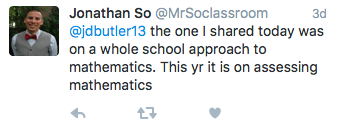 Jonathan So @MrSoclassroom 3d
@jdbutler13 the one I shared today was
on a whole school approach to
mathematics. This yr it is on assessing
mathematics